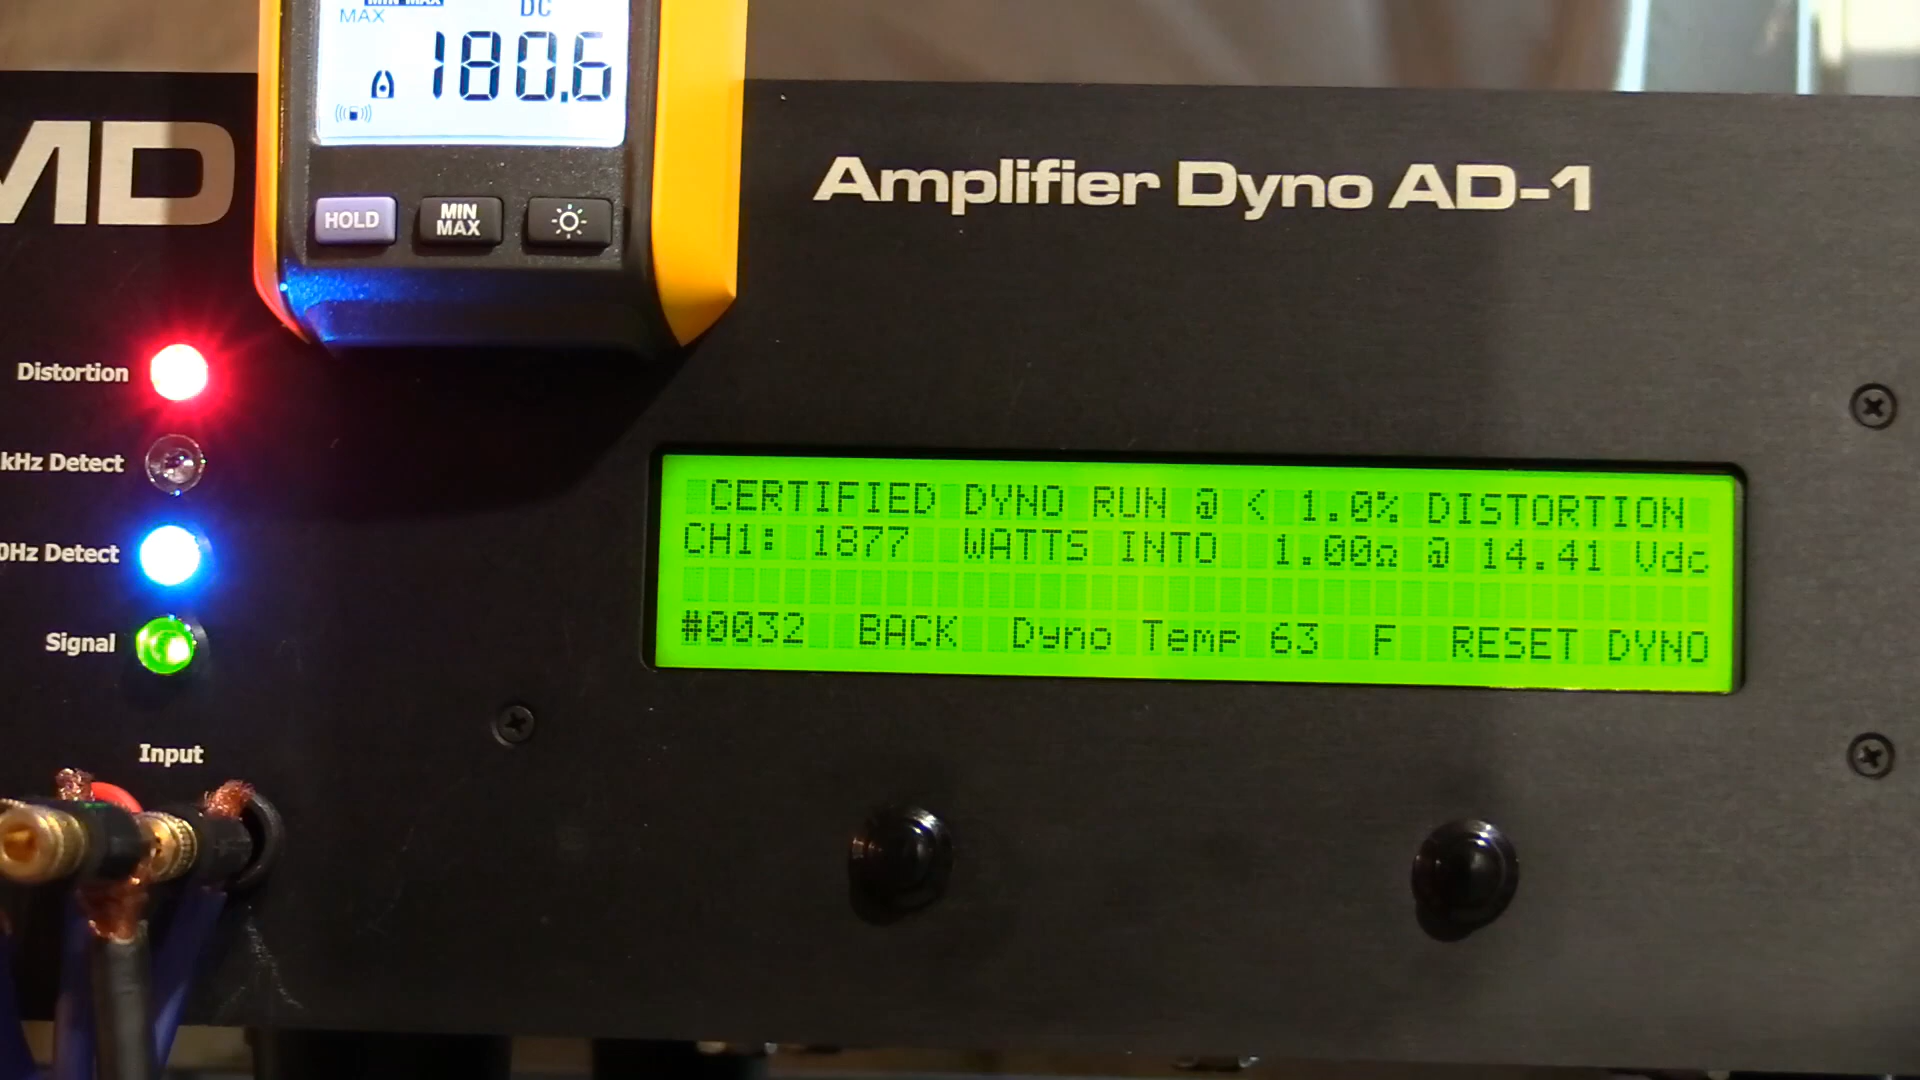 MIN MAX
MAX DC
180.6
HOLD MIN MAX
MD
Amplifier Dyno AD-1
Distortion
kHz Detect
0Hz Detect
Signal
Input
CERTIFIED DYNO RUN @ < 1.0% DISTORTION
CH1: 1877 WATTS INTO 1.00Ω @ 14.41 Vdc
#0032 BACK Dyno Temp 63 F RESET DYNO